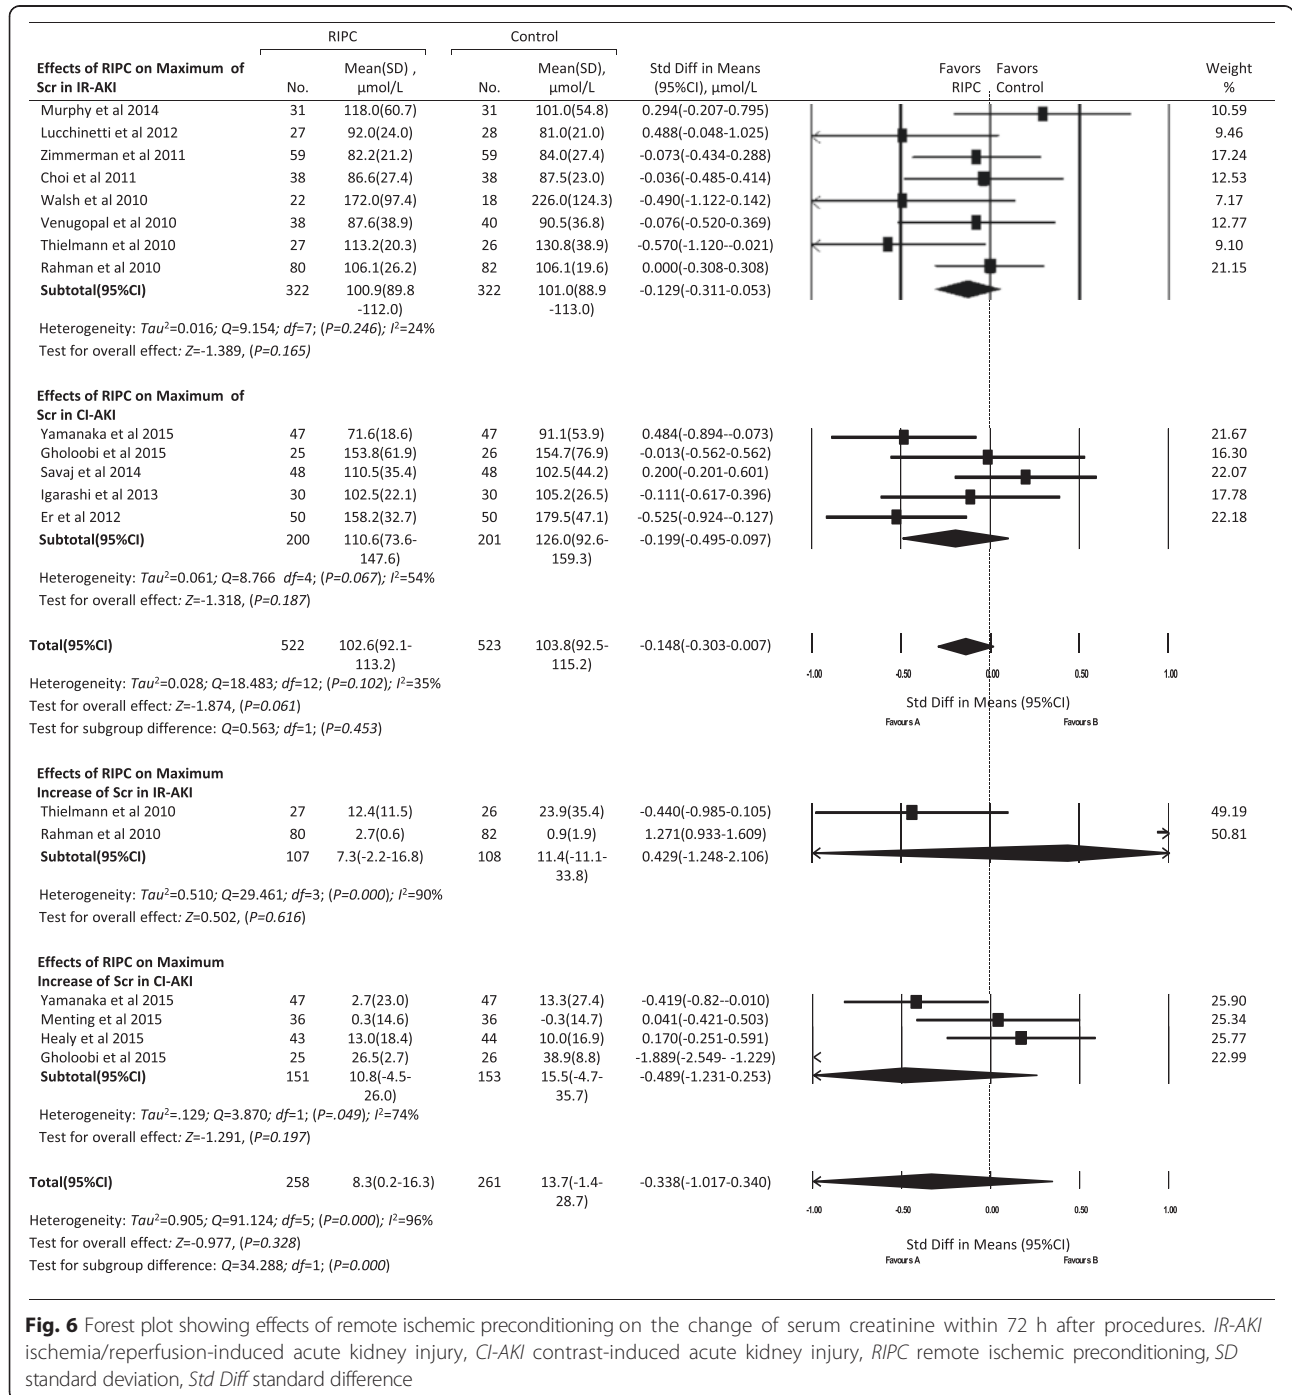 RIPC Control
Effects of RIPC on Maximum of Mean(SD) , Mean(SD), Std Diff in Means Favors Favors Weight
Scr in IR-AKI No. μmol/L No. μmol/L (95%CI), μmol/L RIPC Control %
Murphy et al 2014 31 118.0(60.7) 31 101.0(54.8) 0.294(-0.207-0.795) 10.59
Lucchinetti et al 2012 27 92.0(24.0) 28 81.0(21.0) 0.488(-0.048-1.025) 9.46
Zimmerman et al 2011 59 82.2(21.2) 59 84.0(27.4) -0.073(-0.434-0.288) 17.24
Choi et al 2011 38 86.6(27.4) 38 87.5(23.0) -0.036(-0.485-0.414) 12.53
Walsh et al 2010 22 172.0(97.4) 18 226.0(124.3) -0.490(-1.122-0.142) 7.17
Venugopal et al 2010 38 87.6(38.9) 40 90.5(36.8) -0.076(-0.520-0.369) 12.77
Thielmann et al 2010 27 113.2(20.3) 26 130.8(38.9) -0.570(-1.120--0.021) 9.10
Rahman et al 2010 80 106.1(26.2) 82 106.1(19.6) 0.000(-0.308-0.308) 21.15
Subtotal(95%CI) 322 100.9(89.8 322 101.0(88.9 -0.129(-0.311-0.053)
-112.0) -113.0)
Heterogeneity: Tau²=0.016; Q=9.154; df=7; (P=0.246); I²=24%
Test for overall effect: Z=-1.389, (P=0.165)
Effects of RIPC on Maximum of
Scr in CI-AKI
Yamanaka et al 2015 47 71.6(18.6) 47 91.1(53.9) 0.484(-0.894--0.073) 21.67
Gholoobi et al 2015 25 153.8(61.9) 26 154.7(76.9) -0.013(-0.562-0.562) 16.30
Savaj et al 2014 48 110.5(35.4) 48 102.5(44.2) 0.200(-0.201-0.601) 22.07
Igarashi et al 2013 30 102.5(22.1) 30 105.2(26.5) -0.111(-0.617-0.396) 17.78
Er et al 2012 50 158.2(32.7) 50 179.5(47.1) -0.525(-0.924--0.127) 22.18
Subtotal(95%CI) 200 110.6(73.6- 201 126.0(92.6- -0.199(-0.495-0.097)
147.6) 159.3)
Heterogeneity: Tau²=0.061; Q=8.766 df=4; (P=0.067); I²=54%
Test for overall effect: Z=-1.318, (P=0.187)
Total(95%CI) 522 102.6(92.1- 523 103.8(92.5- -0.148(-0.303-0.007)
113.2) 115.2)
-1.00 -0.50 0.00 0.50 1.00
Heterogeneity: Tau²=0.028; Q=18.483; df=12; (P=0.102); I²=35%
Test for overall effect: Z=-1.874, (P=0.061) Std Diff in Means (95%CI)
Test for subgroup difference: Q=0.563; df=1; (P=0.453) Favours A Favours B
Effects of RIPC on Maximum
Increase of Scr in IR-AKI
Thielmann et al 2010 27 12.4(11.5) 26 23.9(35.4) -0.440(-0.985-0.105) 49.19
Rahman et al 2010 80 2.7(0.6) 82 0.9(1.9) 1.271(0.933-1.609) 50.81
Subtotal(95%CI) 107 7.3(-2.2-16.8) 108 11.4(-11.1- 0.429(-1.248-2.106)
33.8)
Heterogeneity: Tau²=0.510; Q=29.461; df=3; (P=0.000); I²=90%
Test for overall effect: Z=0.502, (P=0.616)
Effects of RIPC on Maximum
Increase of Scr in CI-AKI
Yamanaka et al 2015 47 2.7(23.0) 47 13.3(27.4) -0.419(-0.82--0.010) 25.90
Menting et al 2015 36 0.3(14.6) 36 -0.3(14.7) 0.041(-0.421-0.503) 25.34
Healy et al 2015 43 13.0(18.4) 44 10.0(16.9) 0.170(-0.251-0.591) 25.77
Gholoobi et al 2015 25 26.5(2.7) 26 38.9(8.8) -1.889(-2.549- -1.229) 22.99
Subtotal(95%CI) 151 10.8(-4.5- 153 15.5(-4.7- -0.489(-1.231-0.253)
26.0) 35.7)
Heterogeneity: Tau²=.129; Q=3.870; df=1; (P=.049); I²=74%
Test for overall effect: Z=-1.291, (P=0.197)
Total(95%CI) 258 8.3(0.2-16.3) 261 13.7(-1.4- -0.338(-1.017-0.340)
28.7)
-1.00 -0.50 0.00 0.50 1.00
Heterogeneity: Tau²=0.905; Q=91.124; df=5; (P=0.000); I²=96%
Test for overall effect: Z=-0.977, (P=0.328) Std Diff in Means (95%CI)
Test for subgroup difference: Q=34.288; df=1; (P=0.000) Favours A Favours B
Fig. 6 Forest plot showing effects of remote ischemic preconditioning on the change of serum creatinine within 72 h after procedures. IR-AKI
ischemia/reperfusion-induced acute kidney injury, CI-AKI contrast-induced acute kidney injury, RIPC remote ischemic preconditioning, SD
standard deviation, Std Diff standard difference